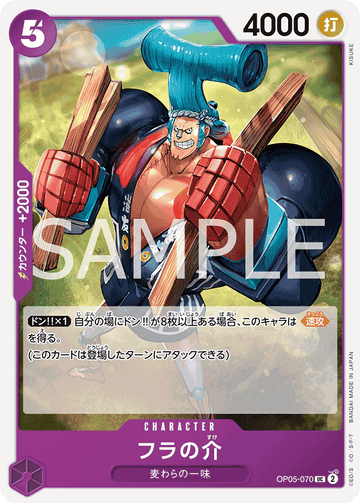 5
4000
打
KISUKE
カウンター +2000
SAMPLE
ドン!!×1 自分の場にドン!!が8枚以上ある場合、このキャラは 速攻
を得る。
(このカードは登場したターンにアタックできる)
BANDAI MADE IN JAPAN
CHARACTER
フラの介
麦わらの一味
OP05-070 UC 2